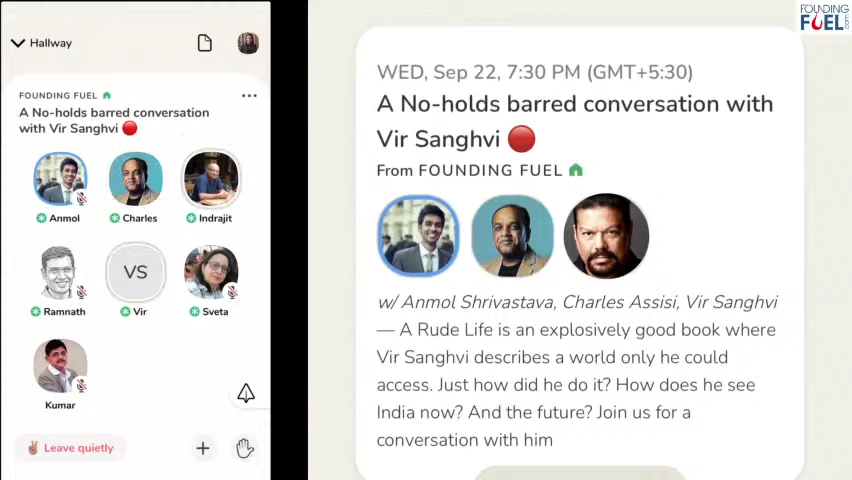 Hallway
FOUNDING FUEL
A No-holds barred conversation
with Vir Sanghvi
Anmol
Charles
Indrajit
VS
Ramnath
Vir
Sveta
Kumar
Leave quietly
WED, Sep 22, 7:30 PM (GMT+5:30)
A No-holds barred conversation with
Vir Sanghvi
From FOUNDING FUEL
w/ Anmol Shrivastava, Charles Assisi, Vir Sanghvi
— A Rude Life is an explosively good book where
Vir Sanghvi describes a world only he could
access. Just how did he do it? How does he see
India now? And the future? Join us for a
conversation with him
FOUNDING
FUEL.com